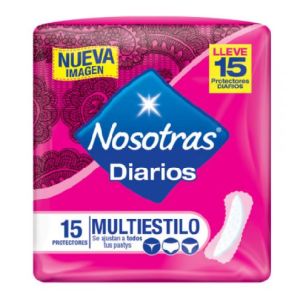 NUEVA
IMAGEN
LLEVE
15
Protectores
DIARIOS
Nosotras®
Diarios
15
PROTECTORES
MULTIESTILO
Se ajustan a todos
tus pantys